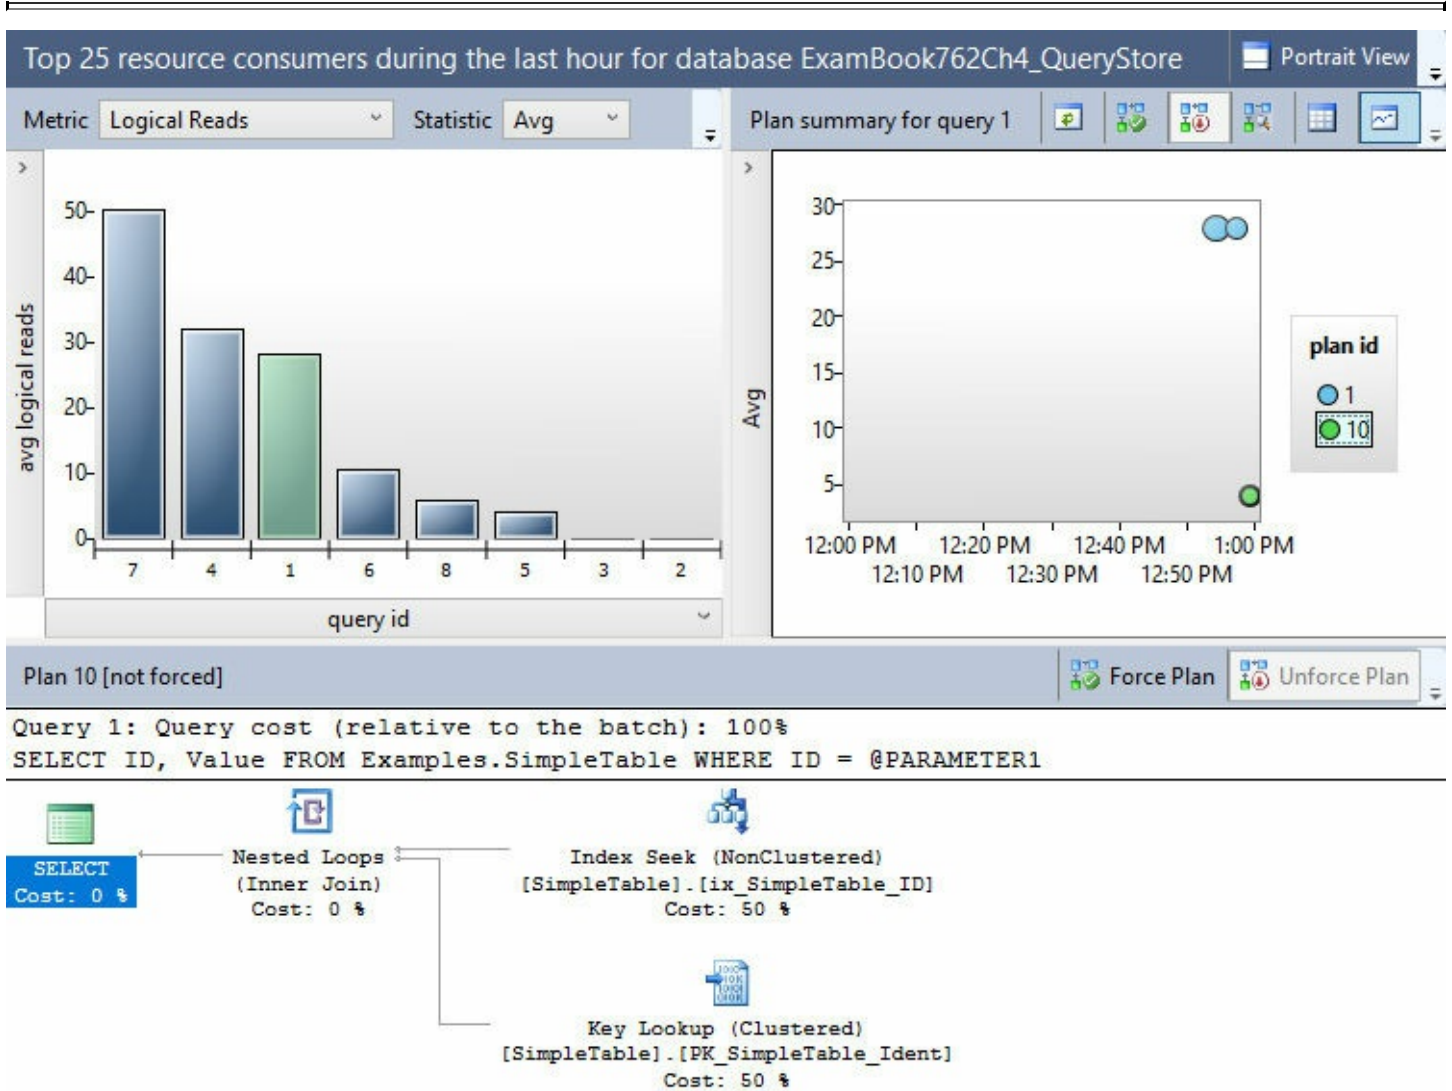 Top 25 resource consumers during the last hour for database ExamBook762Ch4_QueryStore
Portrait View
Metric Logical Reads Statistic Avg
Plan summary for query 1
avg logical reads
50
40
30
20
10
0
7 4 1 6 8 5 3 2
query id
Avg
30
25
20
15
10
5
12:00 PM 12:20 PM 12:40 PM 1:00 PM
12:10 PM 12:30 PM 12:50 PM
plan id
1
10
Plan 10 [not forced]
Force Plan
Unforce Plan
Query 1: Query cost (relative to the batch): 100%
SELECT ID, Value FROM Examples.SimpleTable WHERE ID = @PARAMETER1
SELECT
Cost: 0 %
Nested Loops
(Inner Join)
Cost: 0 %
Index Seek (NonClustered)
[SimpleTable].[ix_SimpleTable_ID]
Cost: 50 %
Key Lookup (Clustered)
[SimpleTable].[PK_SimpleTable_Ident]
Cost: 50 %